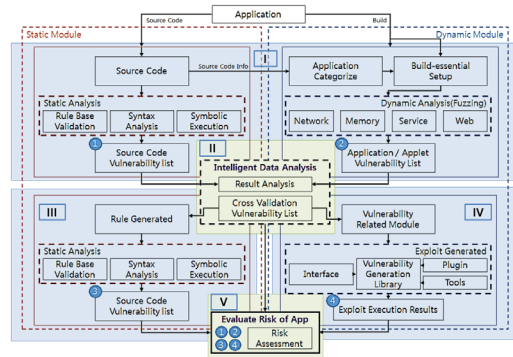 Application
Source Code
Build
Static Module
Dynamic Module
I
Source Code
Source Code Info
Application
Categorize
Build-essential
Setup
Static Analysis
Rule Base
Validation
Syntax
Analysis
Symbolic
Execution
Dynamic Analysis(Fuzzing)
Network
Memory
Service
Web
1
Source Code
Vulnerability list
II
2
Application / Applet
Vulnerability List
Intelligent Data Analysis
Result Analysis
Cross Validation
Vulnerability List
III
Rule Generated
IV
Vulnerability
Related Module
Static Analysis
Rule Base
Validation
Syntax
Analysis
Symbolic
Execution
Exploit Generated
Interface
Vulnerability
Generation
Library
Plugin
Tools
3
Source Code
Vulnerability list
V
4
Exploit Execution Results
Evaluate Risk of App
1 2
3 4
Risk
Assessment